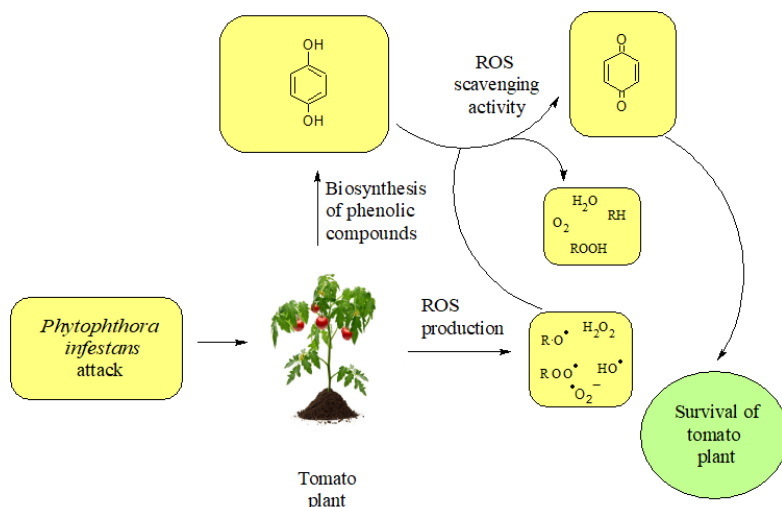 OH
OH
ROS
scavenging
activity
O
O
Biosynthesis
of phenolic
compounds
H₂O
O₂
RH
ROOH
Phytophthora
infestans
attack
ROS
production
R·O•
H₂O₂
ROO•
HO•
•O₂⁻
Survival of
tomato
plant
Tomato
plant